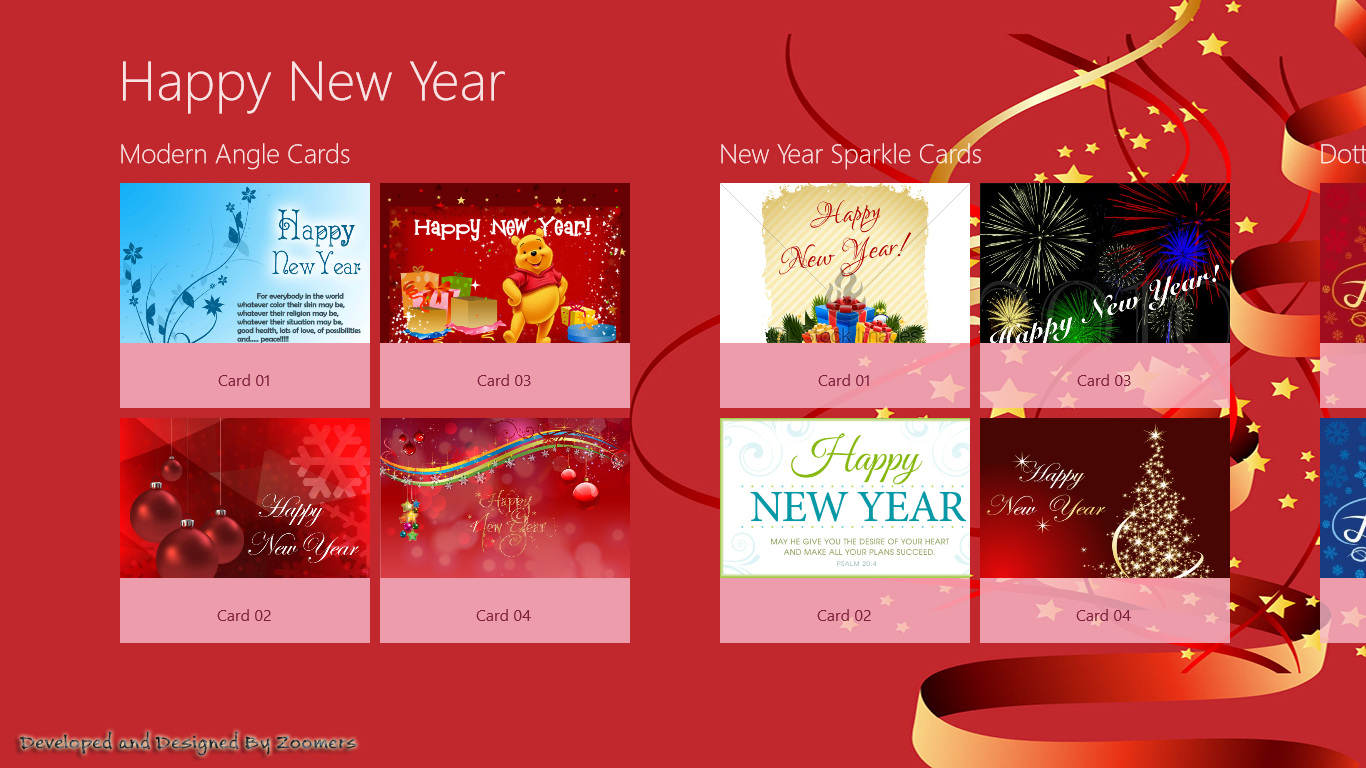 Happy New Year
Modern Angle Cards
Happy
New Year
For everybody in the world
whatever color their skin may be,
whatever their religion may be,
whatever their situation may be,
good health, lots of love, of possibilities
and..... peace!!!!!
Card 01
Happy New Year!
Card 03
Happy
New Year
Card 02
Happy
New Year
Card 04
New Year Sparkle Cards
Happy
New Year!
Card 01
Happy New Year!
Card 03
Happy
NEW YEAR
MAY HE GIVE YOU THE DESIRE OF YOUR HEART
AND MAKE ALL YOUR PLANS SUCCEED.
PSALM 20:4
Card 02
Happy
New Year
Card 04
Dott
Developed and Designed By Zoomers